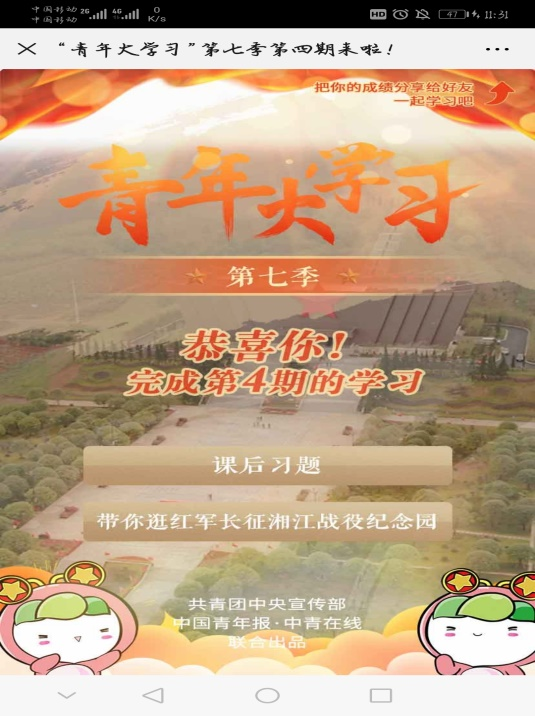 中国移动 2G 4G 0 HD 47 11:31
中国移动 K/s
“青年大学习”第七季第四期来啦!
把你的成绩分享给好友
一起学习吧
青年大学习
第七季
恭喜你!
完成第4期的学习
课后习题
带你逛红军长征湘江战役纪念园
共青团中央宣传部
中国青年报·中青在线
联合出品